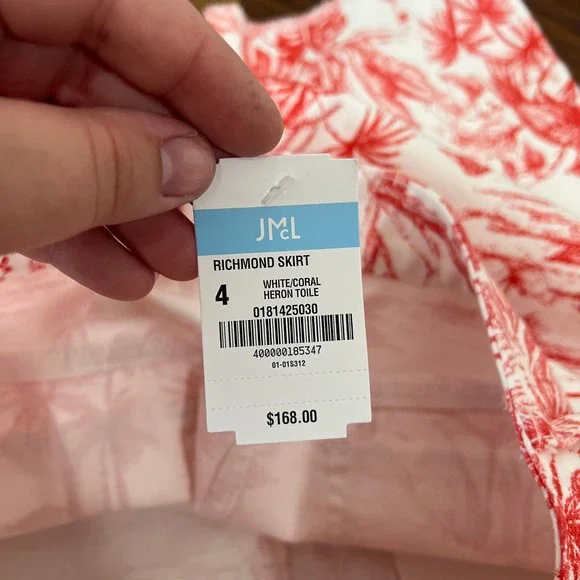 JMcL
RICHMOND SKIRT
4
WHITE/CORAL
HERON TOILE
0181425030
400000185347
01-01S312
$168.00